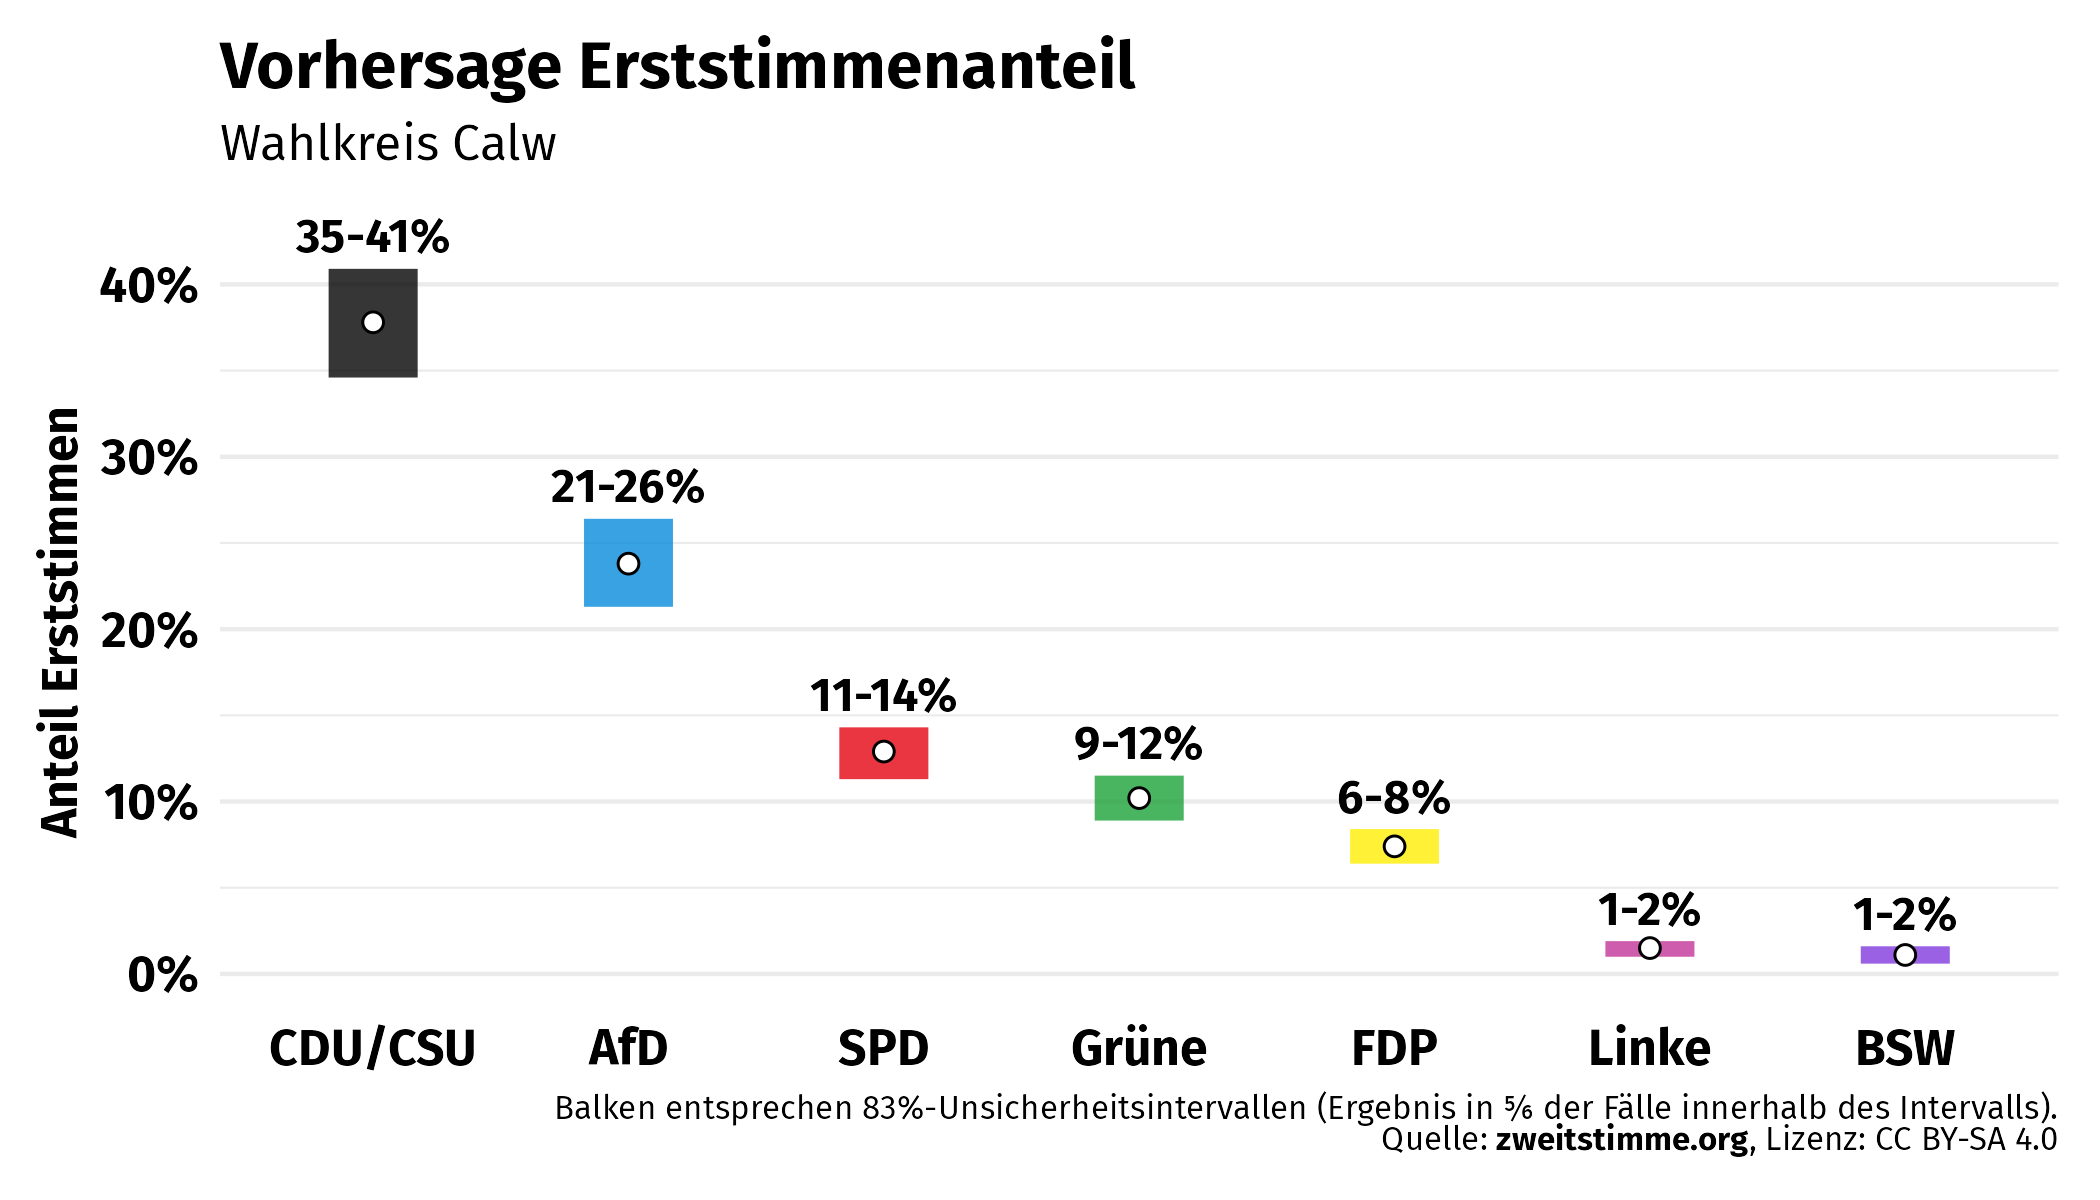 Vorhersage Erststimmenanteil
Wahlkreis Calw
Anteil Erststimmen
40%
30%
20%
10%
0%
35-41%
21-26%
11-14%
9-12%
6-8%
1-2%
1-2%
CDU/CSU
AfD
SPD
Grüne
FDP
Linke
BSW
Balken entsprechen 83%-Unsicherheitsintervallen (Ergebnis in ⅚ der Fälle innerhalb des Intervalls).
Quelle: zweitstimme.org, Lizenz: CC BY-SA 4.0